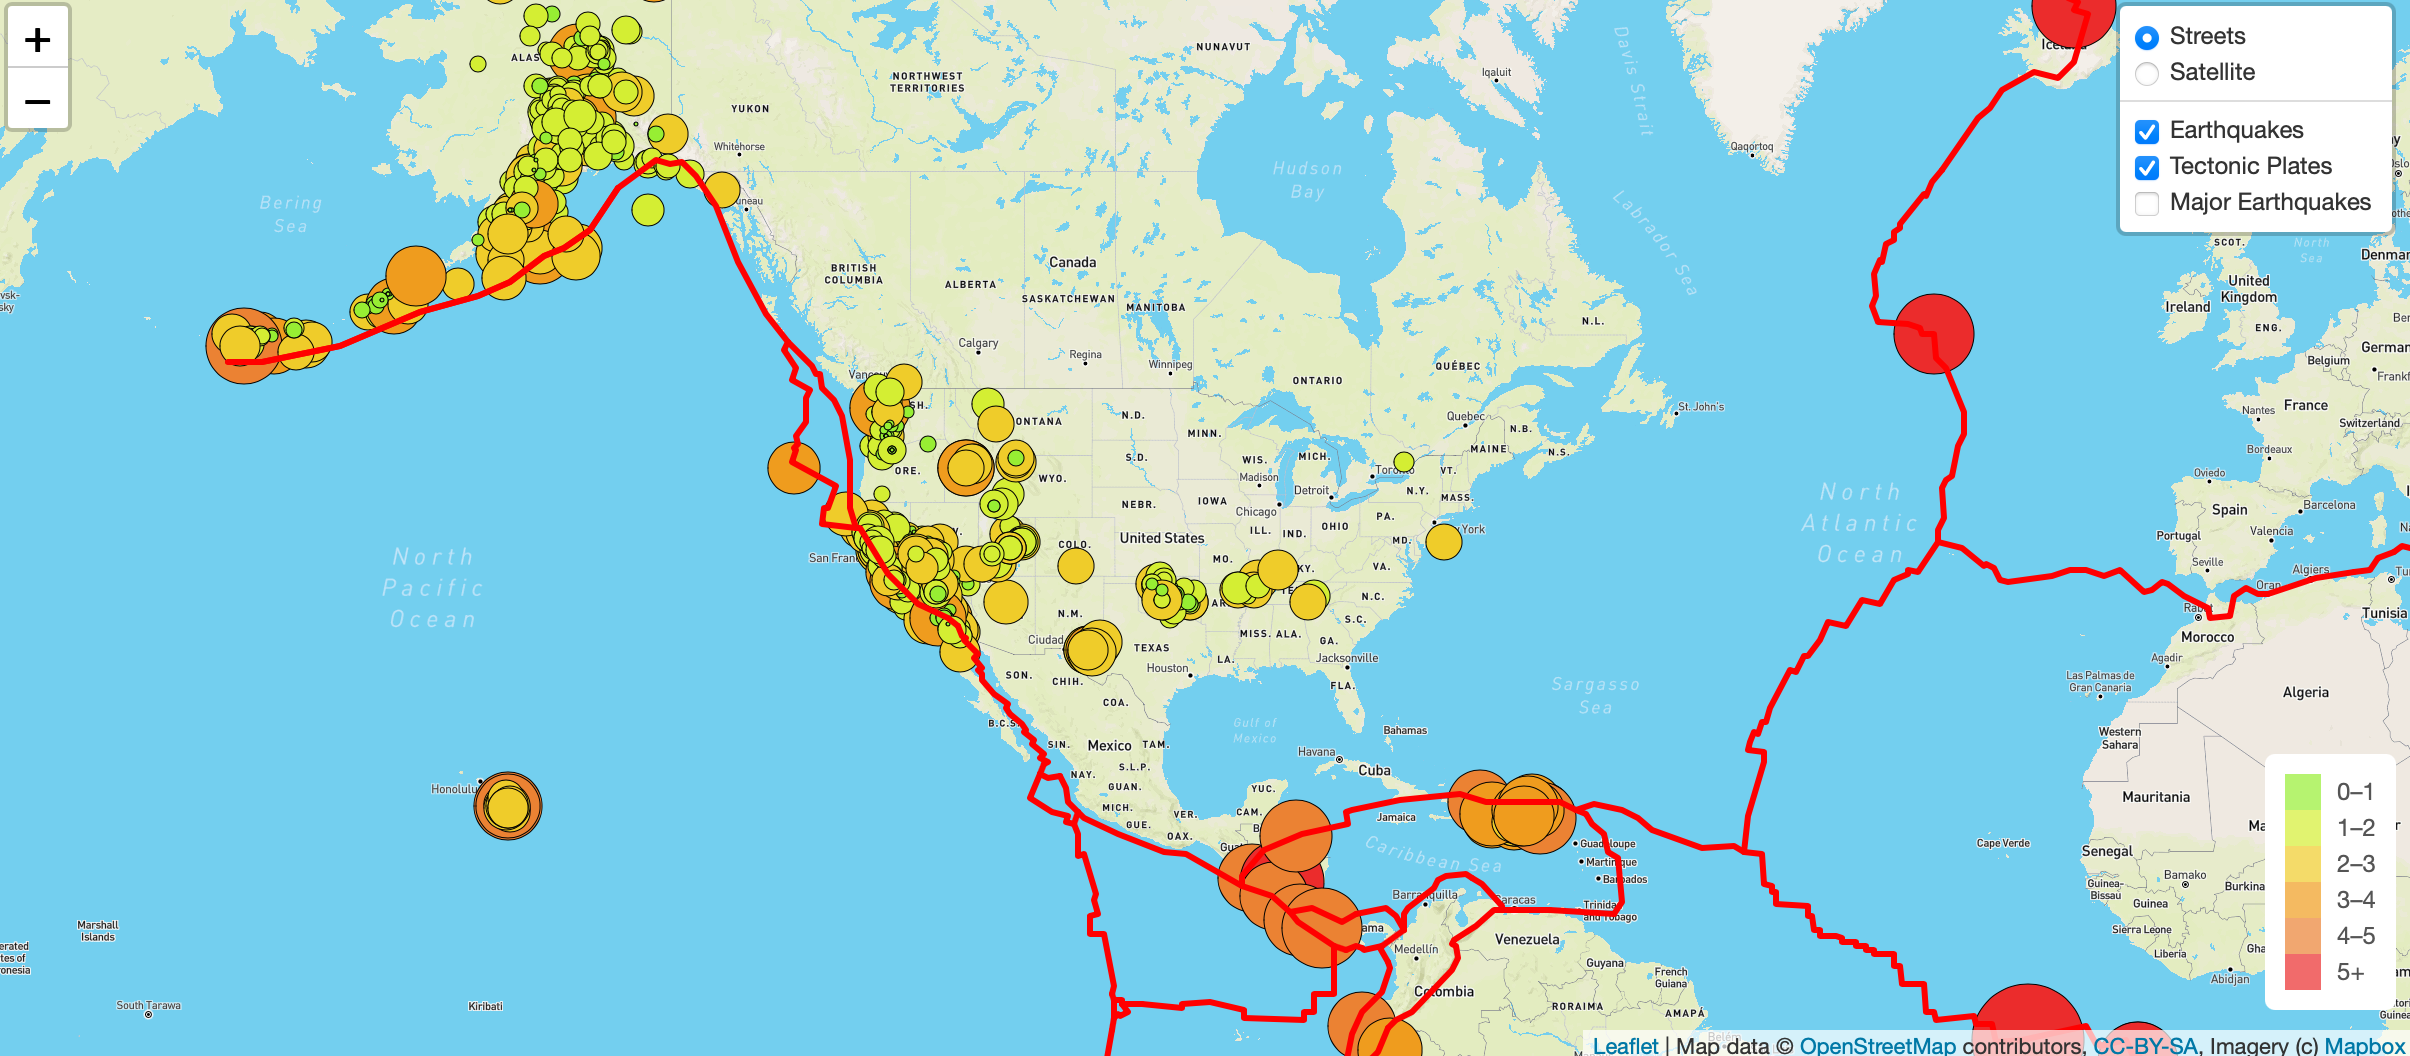 +
−
Streets
Satellite
Earthquakes
Tectonic Plates
Major Earthquakes
NUNAVUT
NORTHWEST
TERRITORIES
YUKON
Whitehorse
Iqaluit
Davis Strait
Qaqortoq
Hudson
Bay
Labrador Sea
Bering
Sea
BRITISH
COLUMBIA
Canada
ALBERTA
SASKATCHEWAN
MANITOBA
N.L.
Calgary
Regina
Winnipeg
ONTARIO
QUÉBEC
St. John's
Quebec
N.B.
N.S.
MAINE
VT.
MASS.
N.Y.
N.D.
MINN.
S.D.
WIS.
MICH.
Madison
Detroit
Chicago
ORE.
WYO.
NEBR.
IOWA
ILL.
IND.
OHIO
PA.
MD.
VA.
York
United States
COLO.
MO.
KY.
N.C.
S.C.
N.M.
MISS.
ALA.
GA.
TEXAS
LA.
Houston
Jacksonville
FLA.
Ciudad
SON.
CHIH.
COA.
B.C.S.
SIN.
Mexico
TAM.
NAY.
S.L.P.
GUAN.
MICH.
GUE.
VER.
OAX.
YUC.
CAM.
Gulf of
Mexico
Havana
Cuba
Bahamas
Jamaica
Caribbean Sea
Sargasso
Sea
North
Atlantic
Ocean
North
Pacific
Ocean
Honolulu
Marshall
Islands
South Tarawa
Kiribati
Guadeloupe
Martinique
Barbados
Trinidad
and Tobago
Caracas
Barranquilla
Medellín
Venezuela
Colombia
Guyana
French
Guiana
RORAIMA
AMAPÁ
SCOT.
North
Sea
United
Kingdom
Ireland
ENG.
Belgium
Nantes
France
Switzerland
Bordeaux
Oviedo
Barcelona
Spain
Portugal
Valencia
Seville
Algiers
Oran
Rabat
Tunisia
Morocco
Agadir
Las Palmas de
Gran Canaria
Algeria
Western
Sahara
Mauritania
Cape Verde
Senegal
Bamako
Guinea-
Bissau
Guinea
Burkina
Sierra Leone
Liberia
Abidjan
0–1
1–2
2–3
3–4
4–5
5+
Leaflet | Map data © OpenStreetMap contributors, CC-BY-SA, Imagery (c) Mapbox